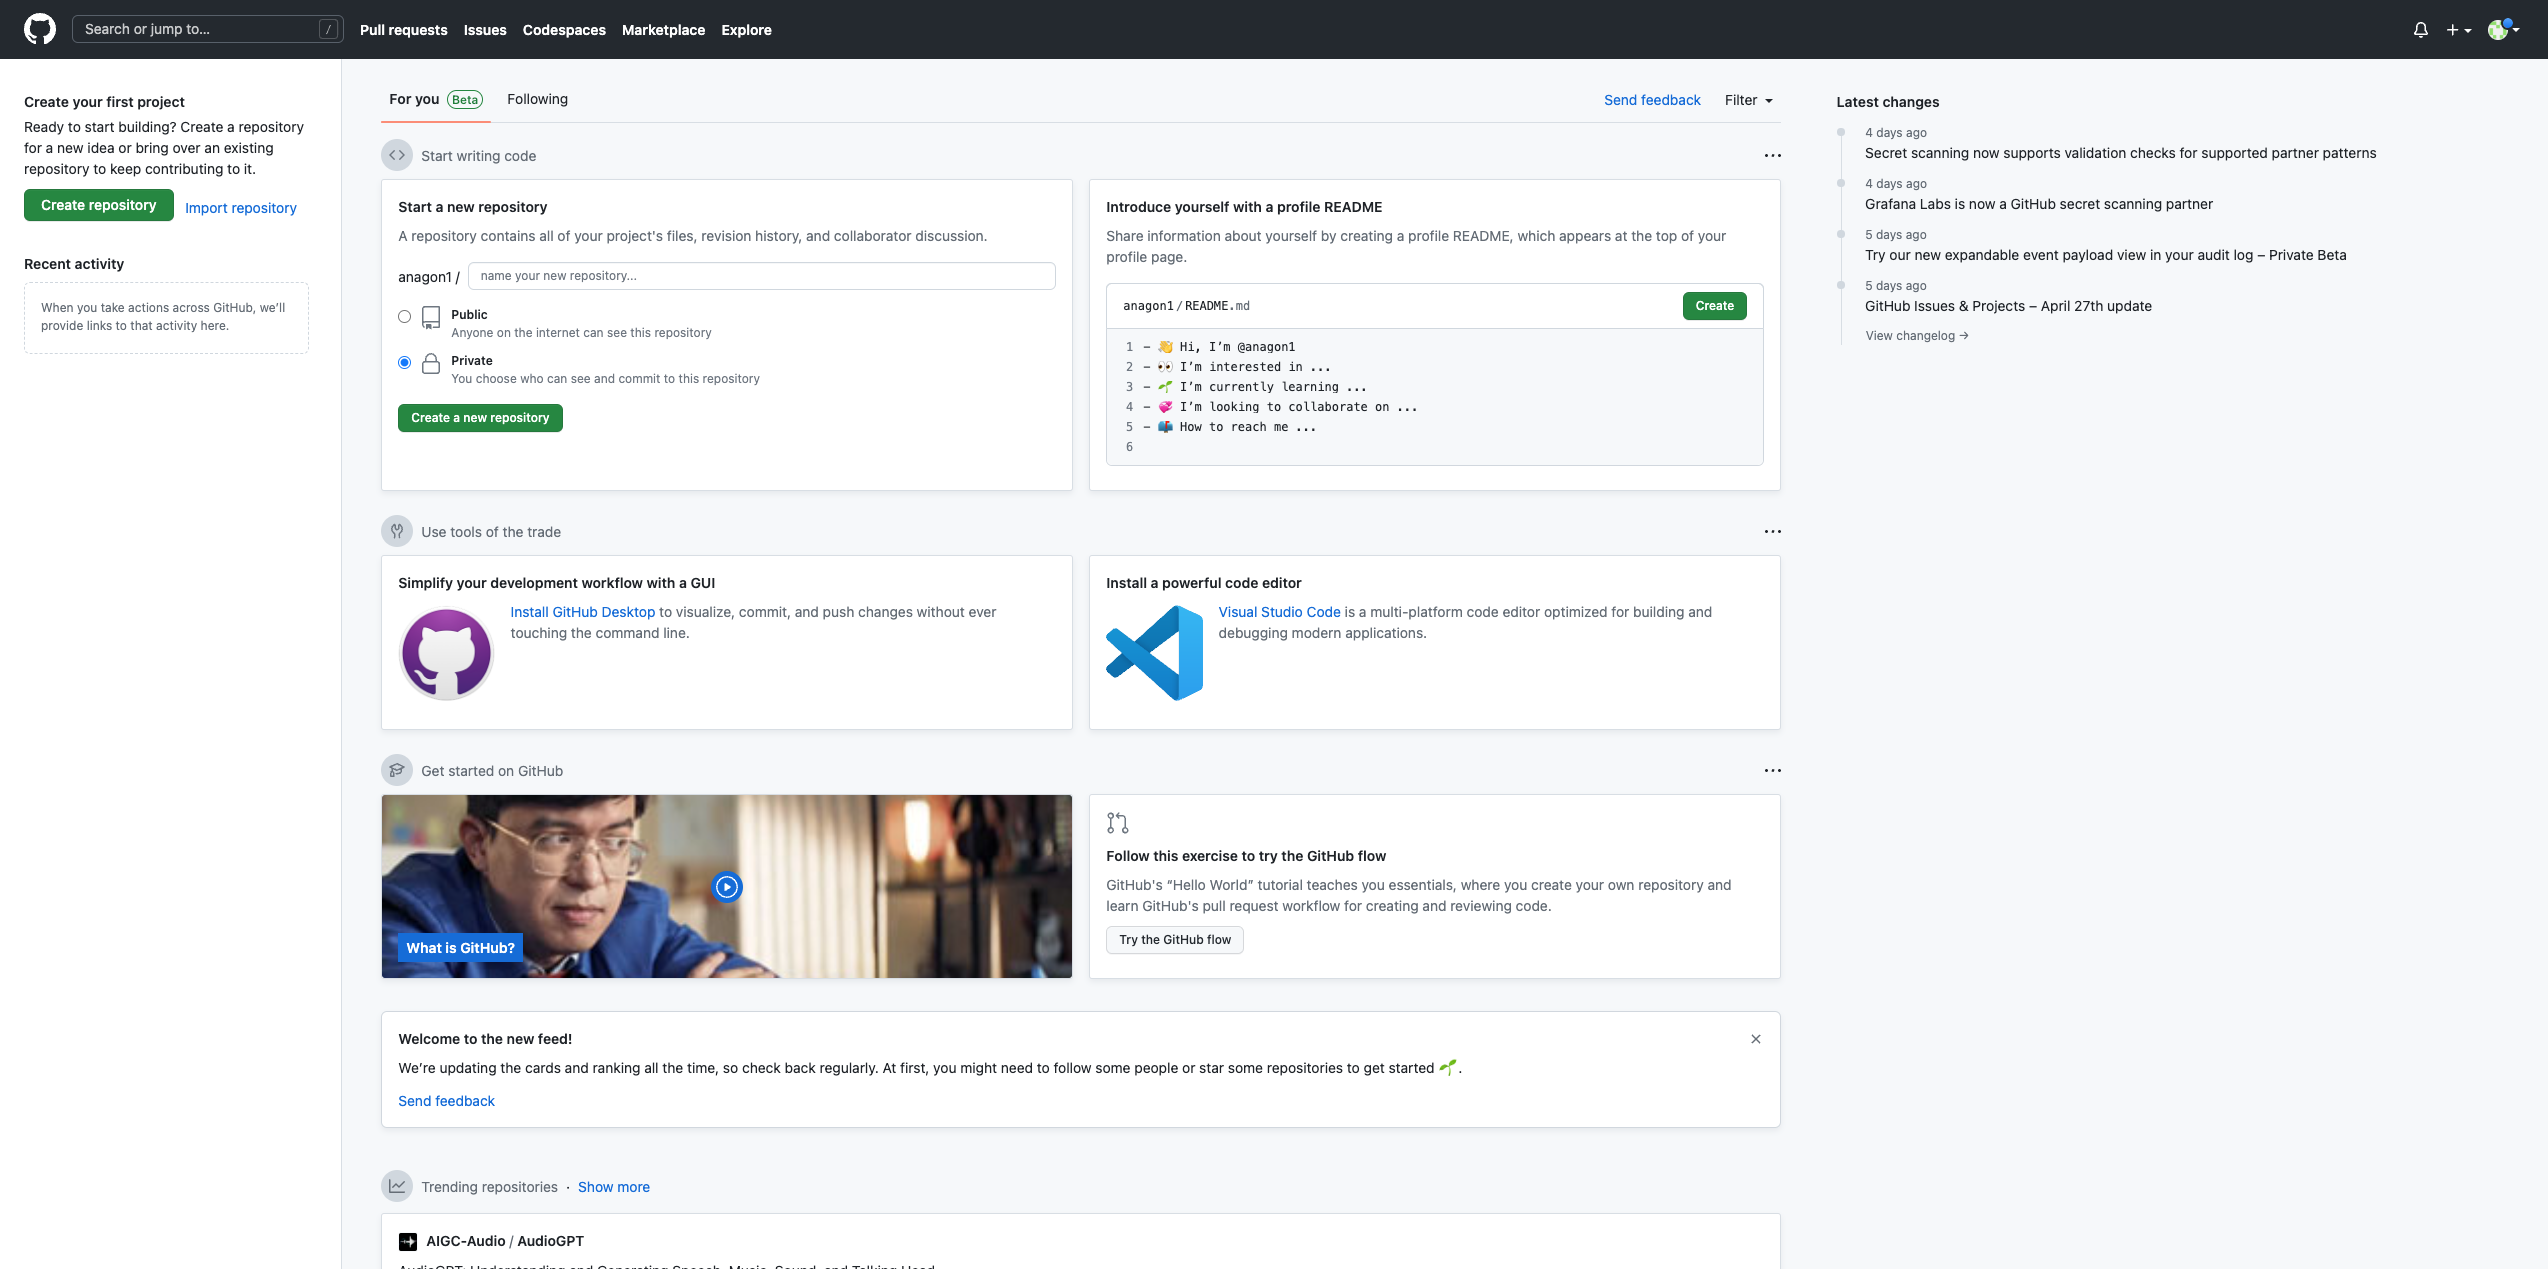 Search or jump to...
/
Pull requests
Issues
Codespaces
Marketplace
Explore
Create your first project
Ready to start building? Create a repository
for a new idea or bring over an existing
repository to keep contributing to it.
Create repository
Import repository
Recent activity
When you take actions across GitHub, we’ll
provide links to that activity here.
For you Beta
Following
Send feedback
Filter
Start writing code
Start a new repository
A repository contains all of your project's files, revision history, and collaborator discussion.
anagon1 /
name your new repository...
Public
Anyone on the internet can see this repository
Private
You choose who can see and commit to this repository
Create a new repository
Introduce yourself with a profile README
Share information about yourself by creating a profile README, which appears at the top of your
profile page.
anagon1/README.md
Create
1 - 👋 Hi, I’m @anagon1
2 - 👀 I’m interested in ...
3 - 🌱 I’m currently learning ...
4 - 💞️ I’m looking to collaborate on ...
5 - 📫 How to reach me ...
6
Use tools of the trade
Simplify your development workflow with a GUI
Install GitHub Desktop to visualize, commit, and push changes without ever
touching the command line.
Install a powerful code editor
Visual Studio Code is a multi-platform code editor optimized for building and
debugging modern applications.
Get started on GitHub
What is GitHub?
Follow this exercise to try the GitHub flow
GitHub's “Hello World” tutorial teaches you essentials, where you create your own repository and
learn GitHub's pull request workflow for creating and reviewing code.
Try the GitHub flow
Welcome to the new feed!
We’re updating the cards and ranking all the time, so check back regularly. At first, you might need to follow some people or star some repositories to get started 🌱.
Send feedback
Trending repositories · Show more
AIGC-Audio / AudioGPT
AudioGPT: Understanding and Generating Speech, Music, Sound, and Talking Head
Latest changes
4 days ago
Secret scanning now supports validation checks for supported partner patterns
4 days ago
Grafana Labs is now a GitHub secret scanning partner
5 days ago
Try our new expandable event payload view in your audit log – Private Beta
5 days ago
GitHub Issues & Projects – April 27th update
View changelog →